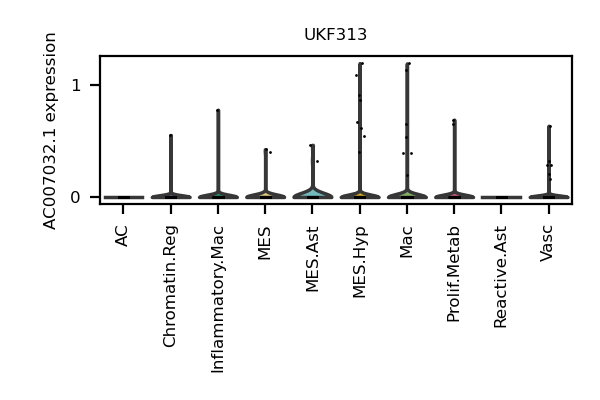 UKF313
AC007032.1 expression
1
0
AC
Chromatin.Reg
Inflammatory.Mac
MES
MES.Ast
MES.Hyp
Mac
Prolif.Metab
Reactive.Ast
Vasc